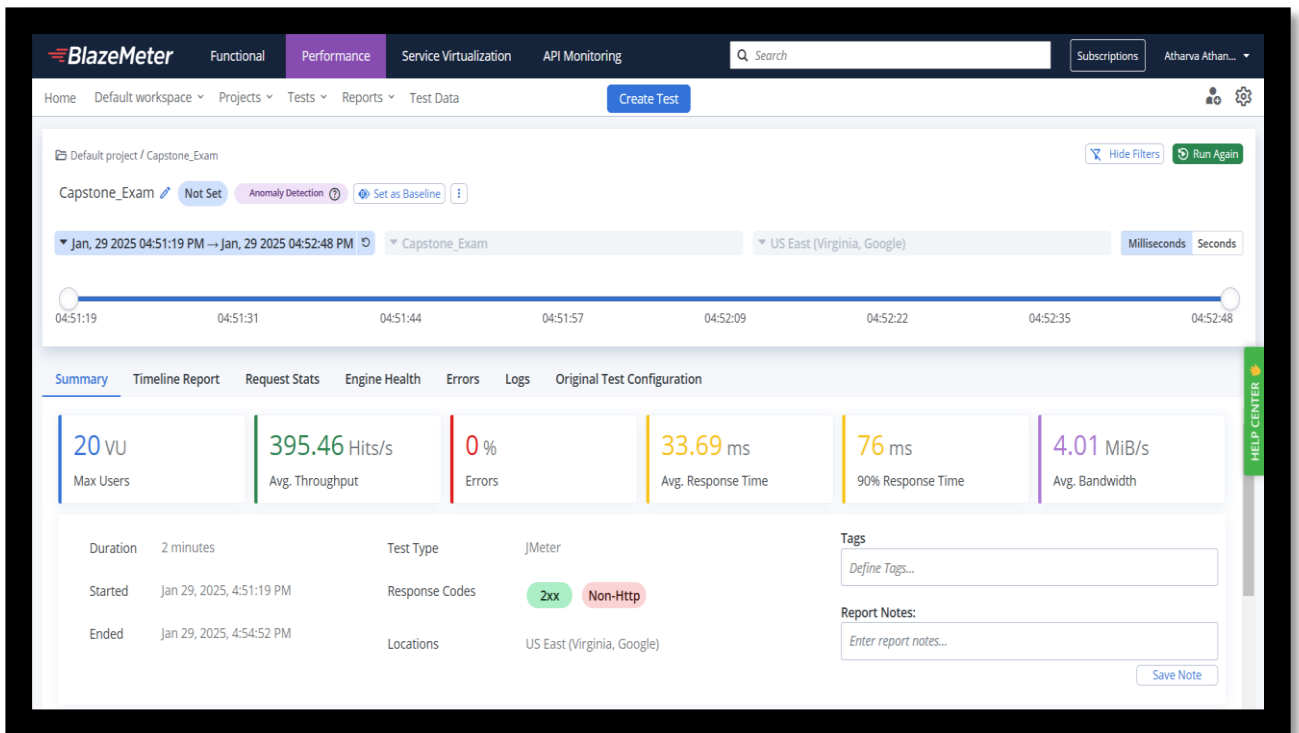 BlazeMeter Functional Performance Service Virtualization API Monitoring Search Subscriptions Atharva Athan...
Home Default workspace Projects Tests Reports Test Data Create Test
Default project / Capstone_Exam Hide Filters Run Again
Capstone_Exam Not Set Anomaly Detection ? Set as Baseline
Jan, 29 2025 04:51:19 PM → Jan, 29 2025 04:52:48 PM Capstone_Exam US East (Virginia, Google) Milliseconds Seconds
04:51:19 04:51:31 04:51:44 04:51:57 04:52:09 04:52:22 04:52:35 04:52:48
HELP CENTER
Summary Timeline Report Request Stats Engine Health Errors Logs Original Test Configuration
20 VU 395.46 Hits/s 0 % 33.69 ms 76 ms 4.01 MiB/s
Max Users Avg. Throughput Errors Avg. Response Time 90% Response Time Avg. Bandwidth
Duration 2 minutes Test Type JMeter Tags
Define Tags...
Started Jan 29, 2025, 4:51:19 PM Response Codes 2xx Non-Http
Report Notes:
Ended Jan 29, 2025, 4:54:52 PM Locations US East (Virginia, Google) Enter report notes...
Save Note